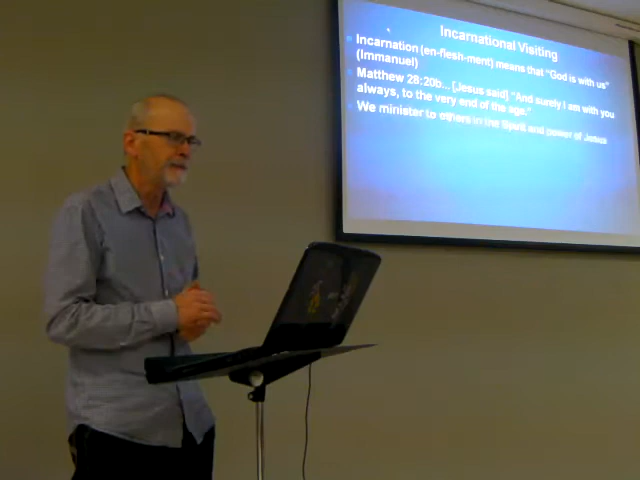 Incarnational Visiting
Incarnation (en-flesh-ment) means that "God is with us"
(Immanuel)
Matthew 28:20b... [Jesus said] "And surely I am with you
always, to the very end of the age."
We minister to others in the Spirit and power of Jesus